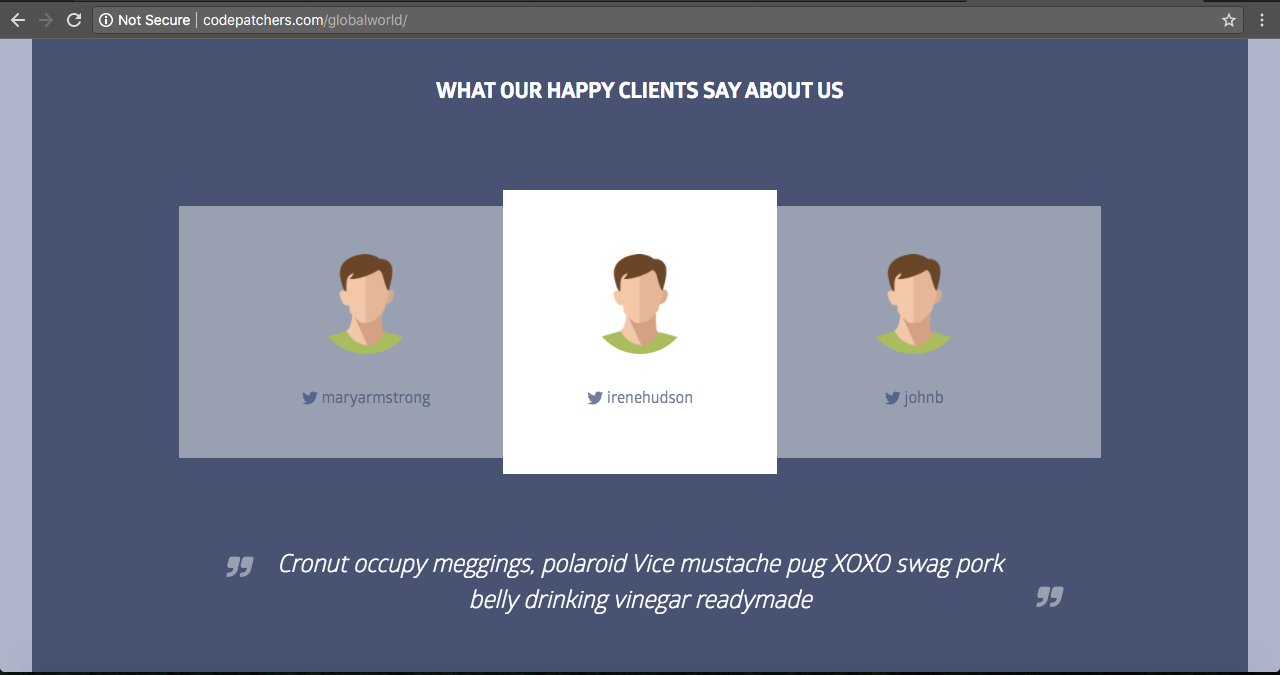 Not Secure | codepatchers.com/globalworld/
WHAT OUR HAPPY CLIENTS SAY ABOUT US
maryarmstrong
irenehudson
johnb
Cronut occupy meggings, polaroid Vice mustache pug XOXO swag pork
belly drinking vinegar readymade